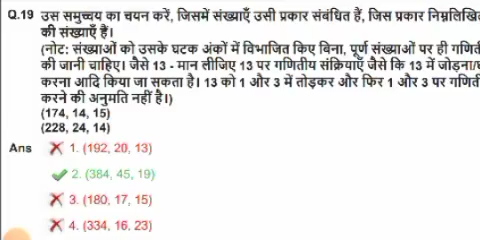 Q.19 उस समुच्चय का चयन करें, जिसमें संख्याएँ उसी प्रकार संबंधित हैं, जिस प्रकार निम्नलिखि
की संख्याएँ हैं।
(नोट: संख्याओं को उसके घटक अंकों में विभाजित किए बिना, पूर्ण संख्याओं पर ही गणित
की जानी चाहिए। जैसे 13 - मान लीजिए 13 पर गणितीय संक्रियाएँ जैसे कि 13 में जोड़ना/
करना आदि किया जा सकता है। 13 को 1 और 3 में तोड़कर और फिर 1 और 3 पर गणिती
करने की अनुमति नहीं है।)
(174, 14, 15)
(228, 24, 14)
Ans 1. (192, 20, 13)
2. (384, 45, 19)
3. (180, 17, 15)
4. (334, 16, 23)